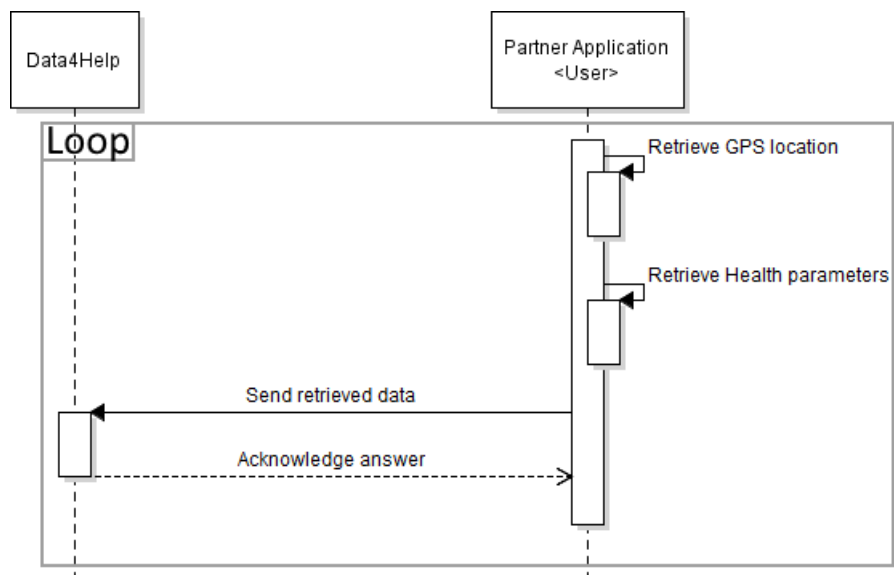 Data4Help
Partner Application
<User>
Loop
Retrieve GPS location
Retrieve Health parameters
Send retrieved data
Acknowledge answer